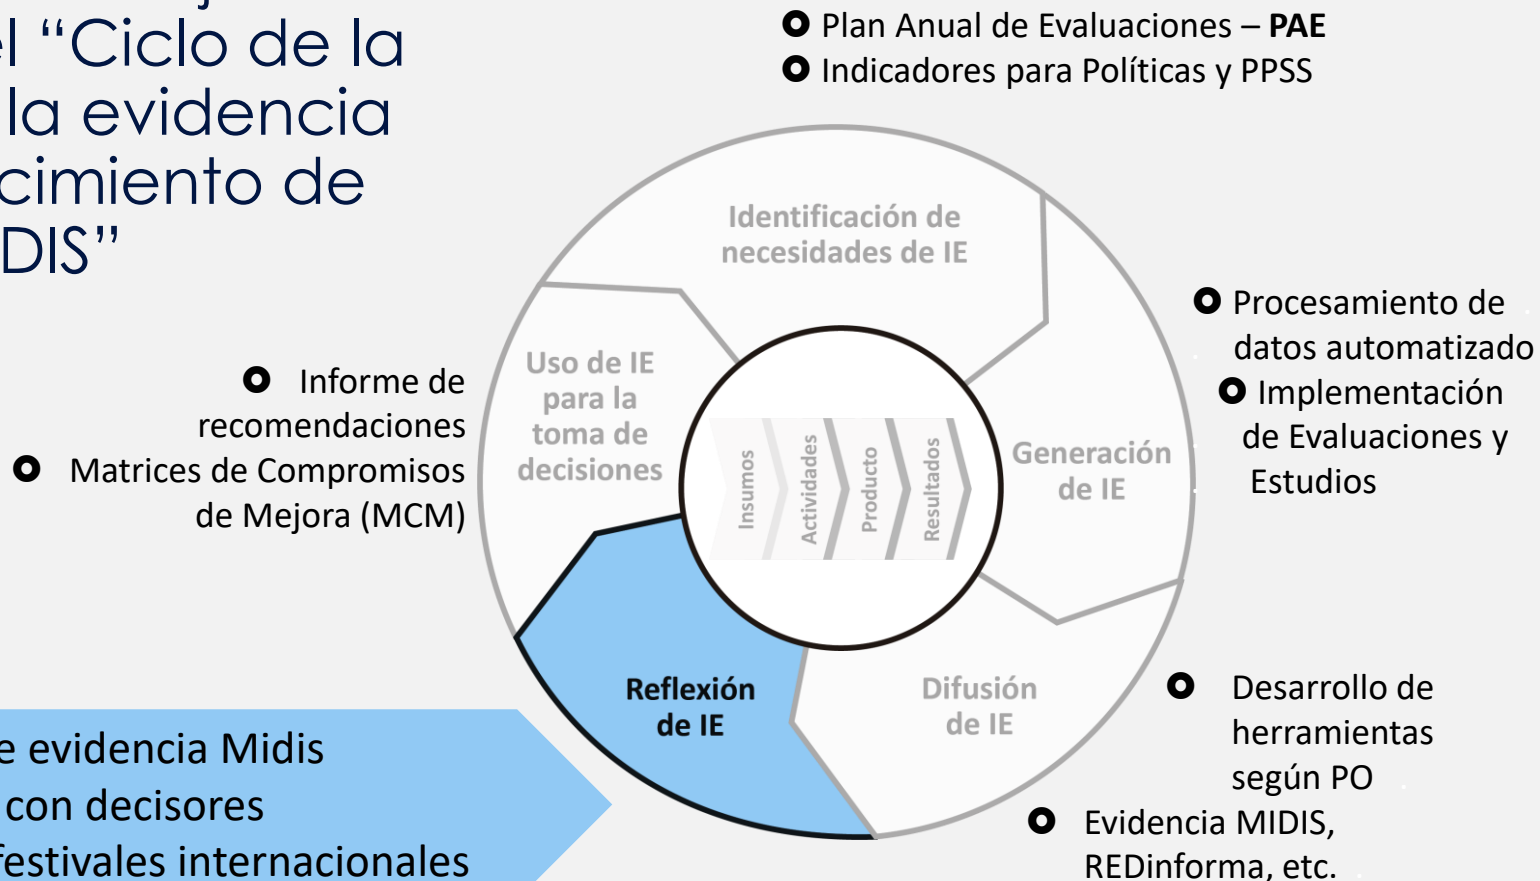 el “Ciclo de la
la evidencia
cimiento de
DIS”
Plan Anual de Evaluaciones – PAE
Indicadores para Políticas y PPSS
Identificación de
necesidades de IE
Procesamiento de
datos automatizado
Implementación
de Evaluaciones y
Estudios
Uso de IE
para la
toma de
decisiones
Informe de
recomendaciones
Matrices de Compromisos
de Mejora (MCM)
Insumos
Actividades
Producto
Resultados
Generación
de IE
Reflexión
de IE
Difusión
de IE
Desarrollo de
herramientas
según PO
Evidencia MIDIS,
REDinforma, etc.
e evidencia Midis
con decisores
festivales internacionales